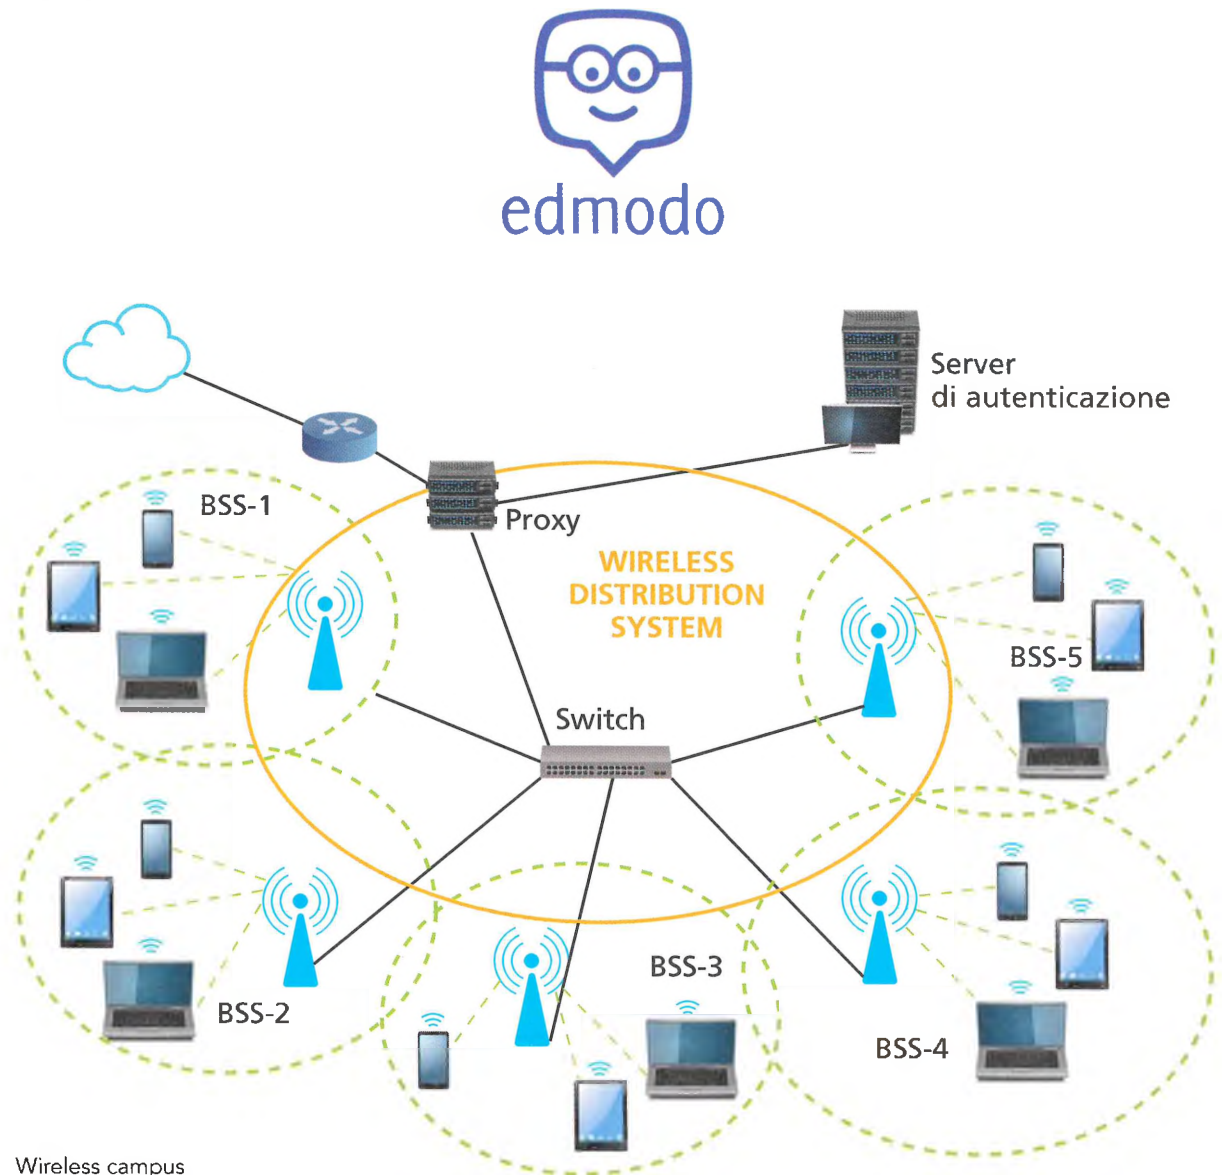 edmodo
Server
di autenticazione
BSS-1
Proxy
WIRELESS
DISTRIBUTION
SYSTEM
BSS-5
Switch
BSS-3
BSS-2
BSS-4
Wireless campus